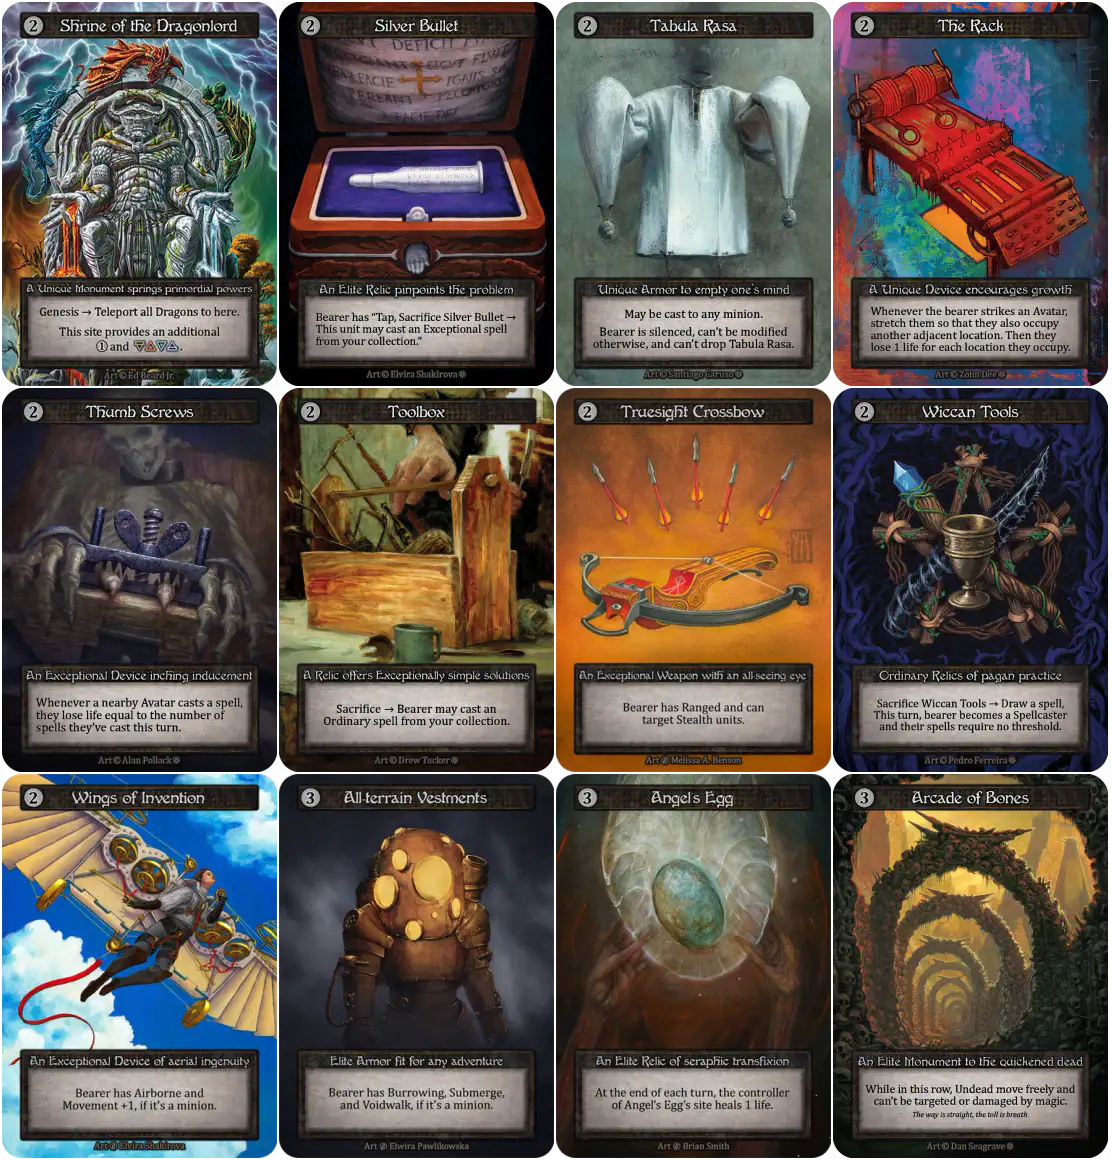 2 Shrine of the Dragonlord
A Unique Monument springs primordial powers
Genesis → Teleport all Dragons to here.
This site provides an additional
① and 🜃🜂🜄🜁.
Art © Ed Beard Jr.
2 Silver Bullet
DEFICIT
SICUT FLUIT
FACIE
IGNIS
PEREANT
A FACIE DEI
An Elite Relic pinpoints the problem
Bearer has “Tap, Sacrifice Silver Bullet →
This unit may cast an Exceptional spell
from your collection.”
Art © Elvira Shakirova
2 Tabula Rasa
Unique Armor to empty one's mind
May be cast to any minion.
Bearer is silenced, can't be modified
otherwise, and can't drop Tabula Rasa.
Art © Santiago Caruso
2 The Rack
A Unique Device encourages growth
Whenever the bearer strikes an Avatar,
stretch them so that they also occupy
another adjacent location. Then they
lose 1 life for each location they occupy.
Art © Zohn Dee
2 Thumb Screws
An Exceptional Device inching inducement
Whenever a nearby Avatar casts a spell,
they lose life equal to the number of
spells they've cast this turn.
Art © Alan Pollack
2 Toolbox
A Relic offers Exceptionally simple solutions
Sacrifice → Bearer may cast an
Ordinary spell from your collection.
Art © Drew Tucker
2 Truesight Crossbow
An Exceptional Weapon with an all-seeing eye
Bearer has Ranged and can
target Stealth units.
Art @ Melissa A. Benson
2 Wiccan Tools
Ordinary Relics of pagan practice
Sacrifice Wiccan Tools → Draw a spell,
This turn, bearer becomes a Spellcaster
and their spells require no threshold.
Art © Pedro Ferreira
2 Wings of Invention
An Exceptional Device of aerial ingenuity
Bearer has Airborne and
Movement +1, if it's a minion.
Art @ Elvira Shakirova
3 All-terrain Vestments
Elite Armor fit for any adventure
Bearer has Burrowing, Submerge,
and Voidwalk, if it's a minion.
Art @ Elwira Pawlikowska
3 Angel's Egg
An Elite Relic of seraphic transfixion
At the end of each turn, the controller
of Angel's Egg's site heals 1 life.
Art @ Brian Smith
3 Arcade of Bones
An Elite Monument to the quickened dead
While in this row, Undead move freely and
can't be targeted or damaged by magic.
The way is straight, the toll is breath.
Art © Dan Seagrave